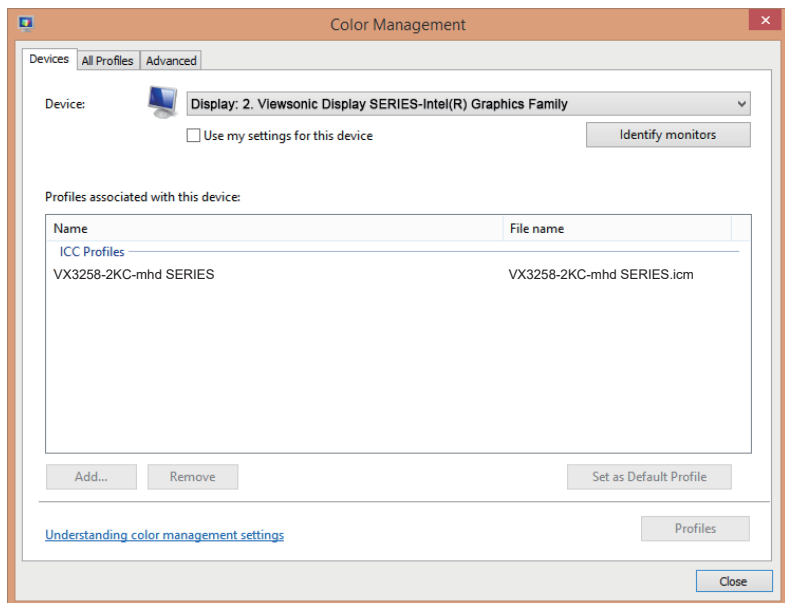 Color Management
Devices
All Profiles
Advanced
Device:
Display: 2. Viewsonic Display SERIES-Intel(R) Graphics Family
Use my settings for this device
Identify monitors
Profiles associated with this device:
Name
File name
ICC Profiles
VX3258-2KC-mhd SERIES
VX3258-2KC-mhd SERIES.icm
Add...
Remove
Set as Default Profile
Understanding color management settings
Profiles
Close